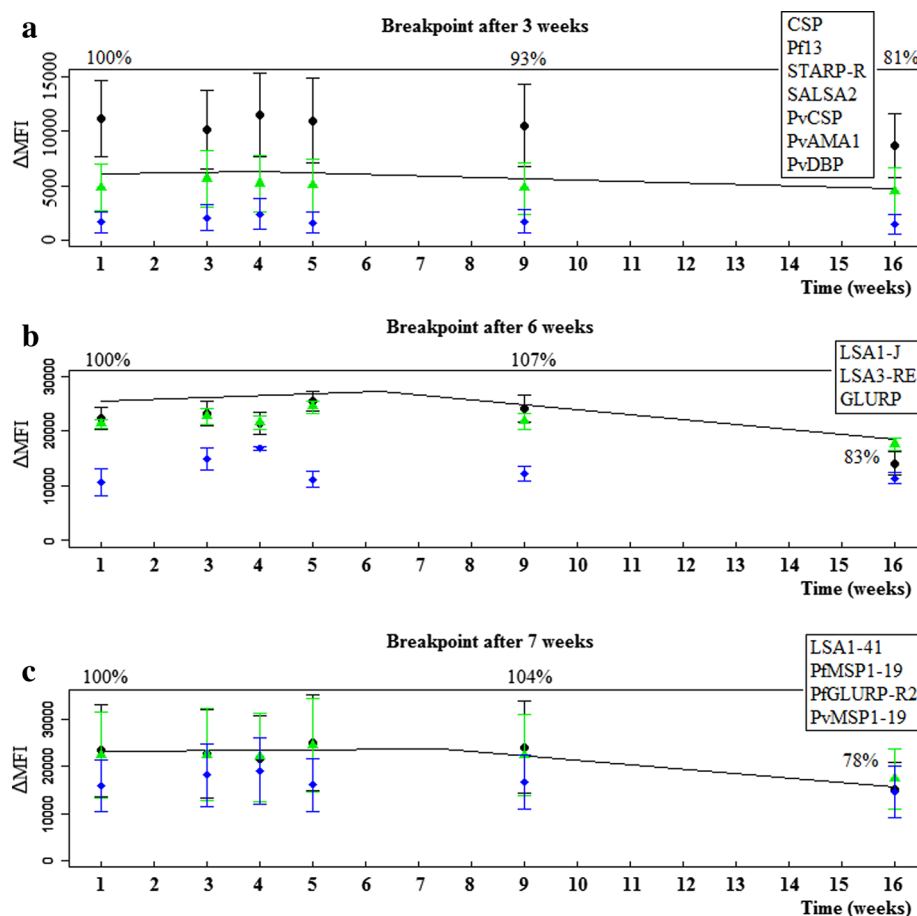 a
Breakpoint after 3 weeks
CSP
Pf13
STARP-R
SALSA2
PvCSP
PvAMA1
PvDBP
100%
93%
81%
ΔMFI
15000
10000
5000
0
1 2 3 4 5 6 7 8 9 10 11 12 13 14 15 16
Time (weeks)
b
Breakpoint after 6 weeks
LSA1-J
LSA3-RE
GLURP
100%
107%
83%
ΔMFI
30000
20000
10000
0
1 2 3 4 5 6 7 8 9 10 11 12 13 14 15 16
Time (weeks)
c
Breakpoint after 7 weeks
LSA1-41
PfMSP1-19
PfGLURP-R2
PvMSP1-19
100%
104%
78%
ΔMFI
30000
20000
10000
0
1 2 3 4 5 6 7 8 9 10 11 12 13 14 15 16
Time (weeks)